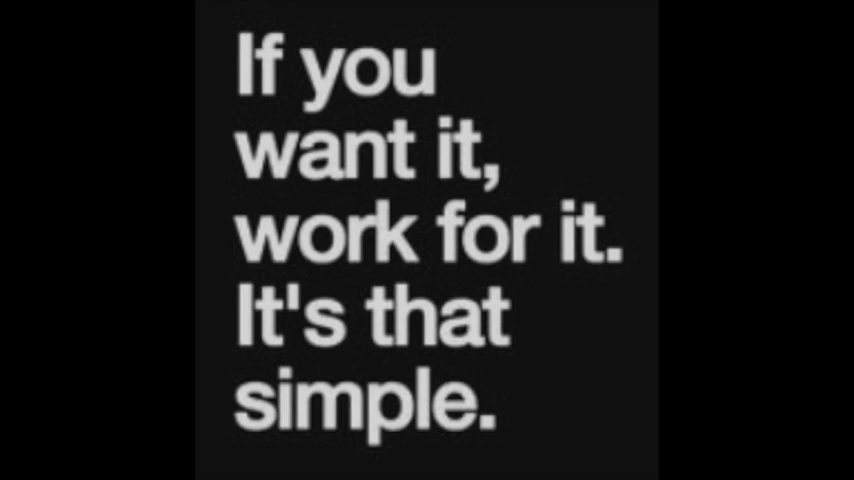 If you
want it,
work for it.
It's that
simple.